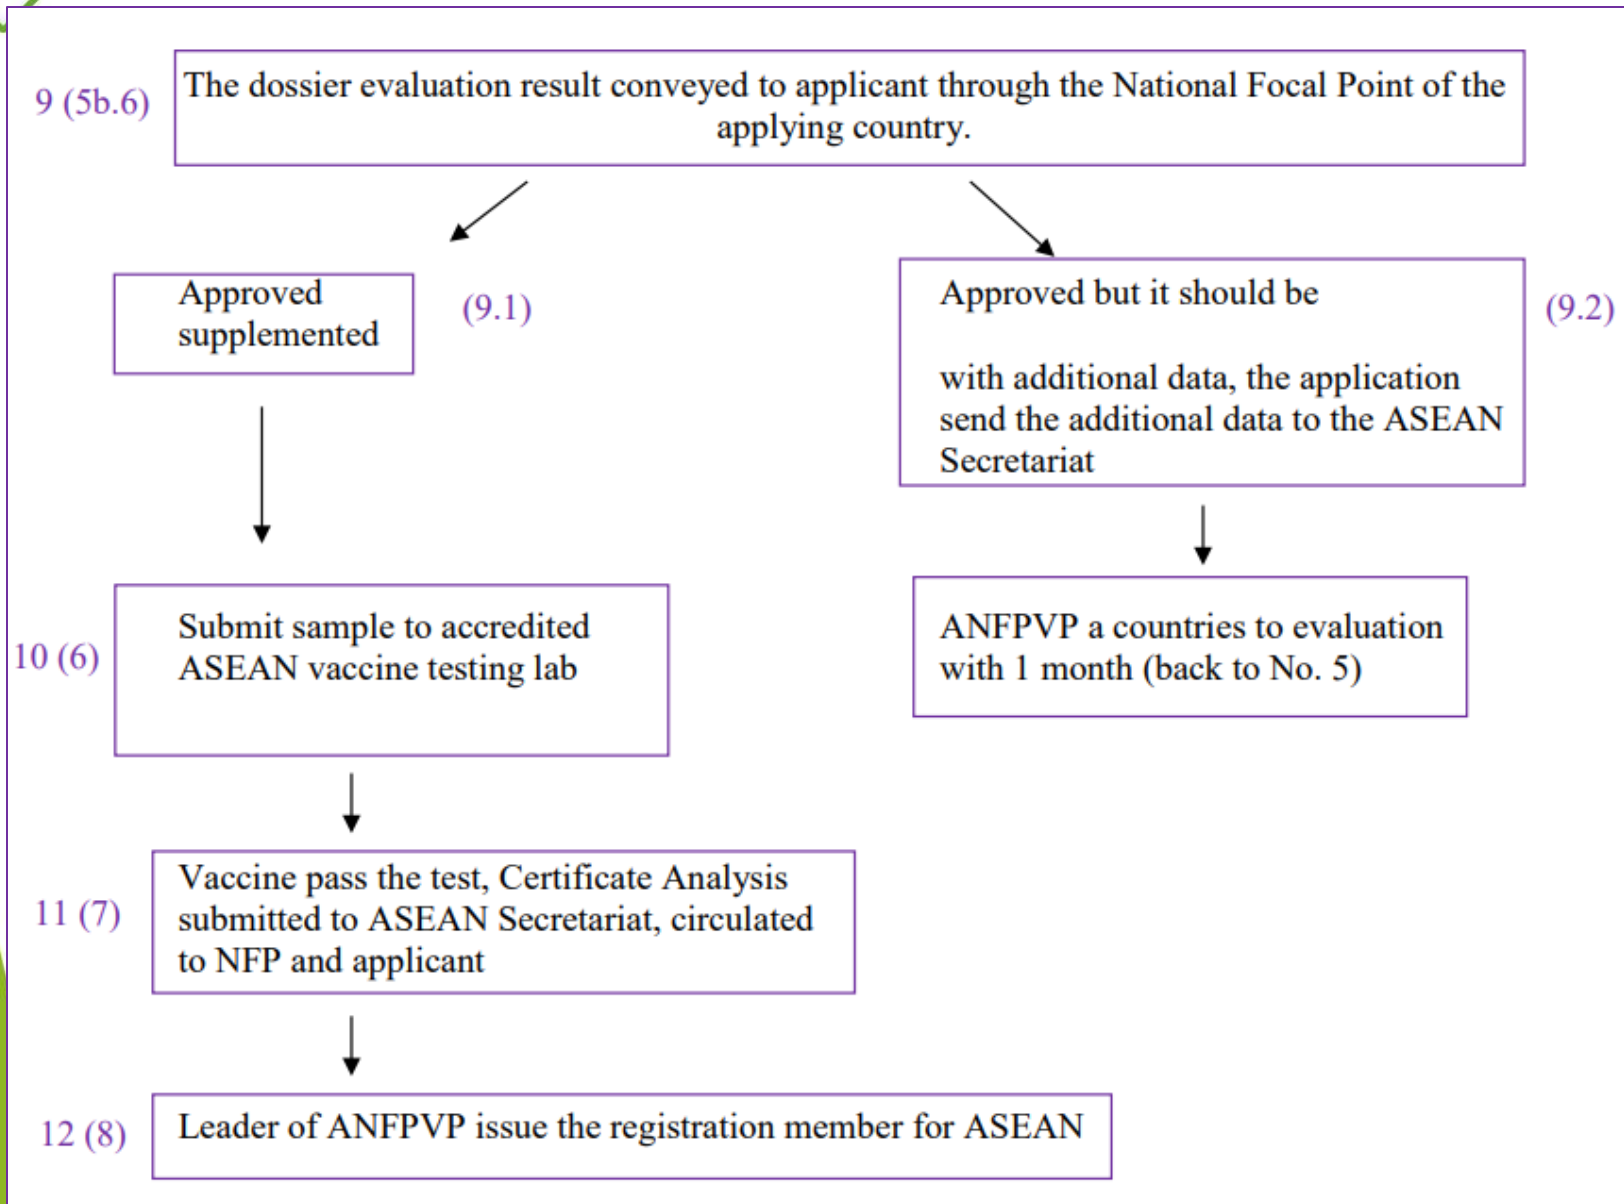 9 (5b.6)
The dossier evaluation result conveyed to applicant through the National Focal Point of the
applying country.
Approved
supplemented
(9.1)
Approved but it should be
with additional data, the application
send the additional data to the ASEAN
Secretariat
(9.2)
10 (6)
Submit sample to accredited
ASEAN vaccine testing lab
ANFPVP a countries to evaluation
with 1 month (back to No. 5)
11 (7)
Vaccine pass the test, Certificate Analysis
submitted to ASEAN Secretariat, circulated
to NFP and applicant
12 (8)
Leader of ANFPVP issue the registration member for ASEAN